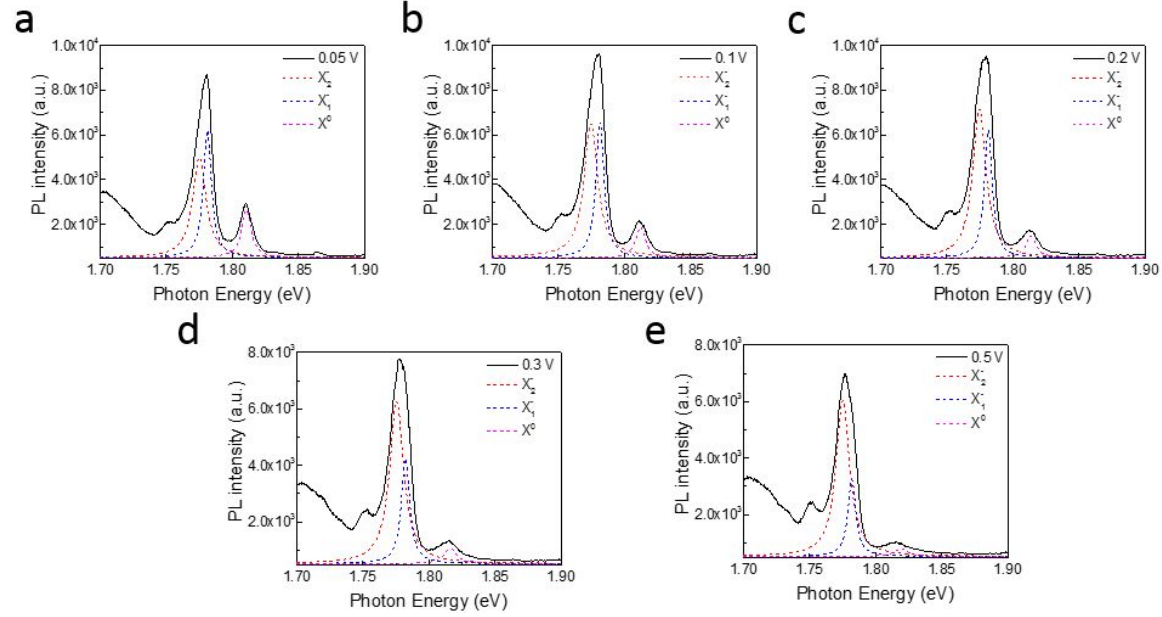 a
1.0x10⁴
8.0x10³
6.0x10³
4.0x10³
2.0x10³
PL intensity (a.u.)
0.05 V
X₂⁻
X₁⁻
X⁰
1.70 1.75 1.80 1.85 1.90
Photon Energy (eV)
b
1.0x10⁴
8.0x10³
6.0x10³
4.0x10³
2.0x10³
PL intensity (a.u.)
0.1 V
X₂⁻
X₁⁻
X⁰
1.70 1.75 1.80 1.85 1.90
Photon Energy (eV)
c
1.0x10⁴
8.0x10³
6.0x10³
4.0x10³
2.0x10³
PL intensity (a.u.)
0.2 V
X₂⁻
X₁⁻
X⁰
1.70 1.75 1.80 1.85 1.90
Photon Energy (eV)
d
8.0x10³
6.0x10³
4.0x10³
2.0x10³
PL intensity (a.u.)
0.3 V
X₂⁻
X₁⁻
X⁰
1.70 1.75 1.80 1.85 1.90
Photon Energy (eV)
e
8.0x10³
6.0x10³
4.0x10³
2.0x10³
PL intensity (a.u.)
0.5 V
X₂⁻
X₁⁻
X⁰
1.70 1.75 1.80 1.85 1.90
Photon Energy (eV)